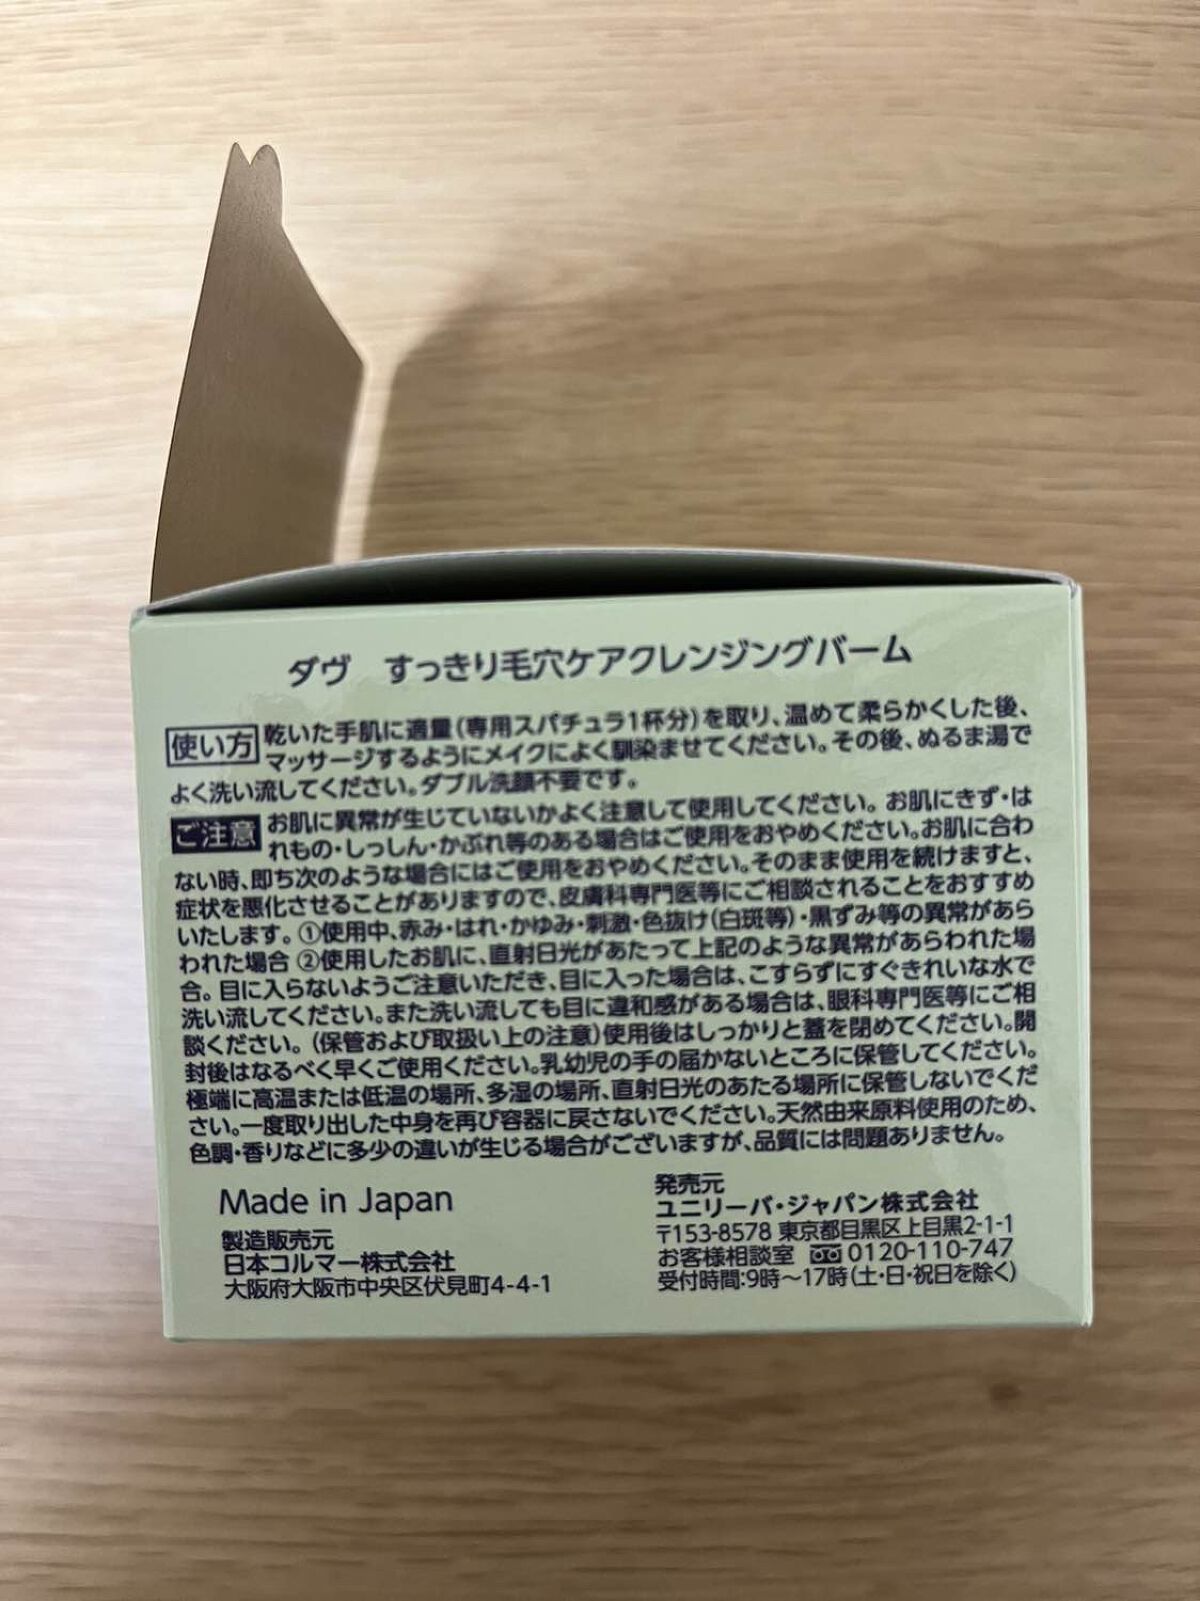 ダヴ すっきり毛穴ケアクレンジングバーム
使い方 乾いた手肌に適量(専用スパチュラ1杯分)を取り、温めて柔らかくした後、
マッサージするようにメイクによく馴染ませてください。その後、ぬるま湯で
よく洗い流してください。ダブル洗顔不要です。
ご注意 お肌に異常が生じていないかよく注意して使用してください。お肌にきず・は
れもの・しっしん・かぶれ等のある場合はご使用をおやめください。お肌に合わ
ない時、即ち次のような場合にはご使用をおやめください。そのまま使用を続けますと、
症状を悪化させることがありますので、皮膚科専門医等にご相談されることをおすすめ
いたします。①使用中、赤み・はれ・かゆみ・刺激・色抜け(白斑等)・黒ずみ等の異常があら
われた場合 ②使用したお肌に、直射日光があたって上記のような異常があらわれた場
合。目に入らないようご注意いただき、目に入った場合は、こすらずにすぐきれいな水で
洗い流してください。また洗い流しても目に違和感がある場合は、眼科専門医等にご相
談ください。(保管および取扱い上の注意)使用後はしっかりと蓋を閉めてください。開
封後はなるべく早くご使用ください。乳幼児の手の届かないところに保管してください。
極端に高温または低温の場所、多湿の場所、直射日光のあたる場所に保管しないでくだ
さい。一度取り出した中身を再び容器に戻さないでください。天然由来原料使用のため、
色調・香りなどに多少の違いが生じる場合がございますが、品質には問題ありません。
Made in Japan
製造販売元
日本コルマー株式会社
大阪府大阪市中央区伏見町4-4-1
発売元
ユニリーバ・ジャパン株式会社
〒153-8578 東京都目黒区上目黒2-1-1
お客様相談室 0120-110-747
受付時間:9時～17時(土・日・祝日を除く)